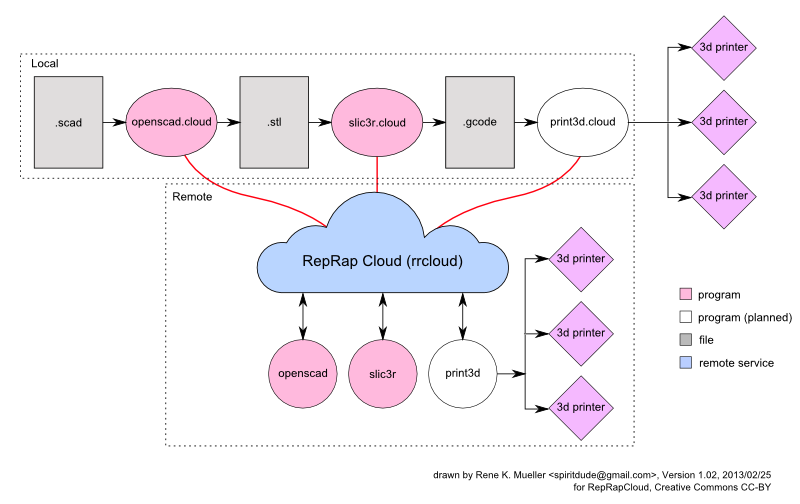 Local
.scad
openscad.cloud
.stl
slic3r.cloud
.gcode
print3d.cloud
3d printer
3d printer
3d printer
Remote
RepRap Cloud (rrcloud)
openscad
slic3r
print3d
3d printer
3d printer
3d printer
program
program (planned)
file
remote service
drawn by Rene K. Mueller <spiritdude@gmail.com>, Version 1.02, 2013/02/25
for RepRapCloud, Creative Commons CC-BY